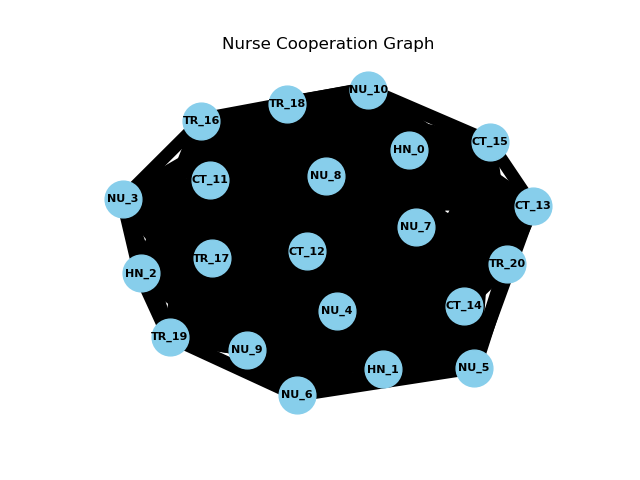 Nurse Cooperation Graph
NU_10
TR_18
TR_16
CT_15
HN_0
NU_8
CT_11
NU_3
CT_13
NU_7
CT_12
TR_17
TR_20
HN_2
CT_14
NU_4
TR_19
NU_9
NU_5
HN_1
NU_6